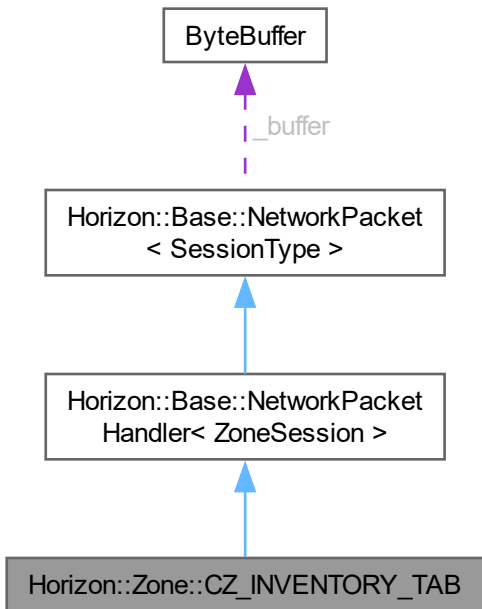 ByteBuffer
_buffer
Horizon::Base::NetworkPacket
< SessionType >
Horizon::Base::NetworkPacket
Handler< ZoneSession >
Horizon::Zone::CZ_INVENTORY_TAB